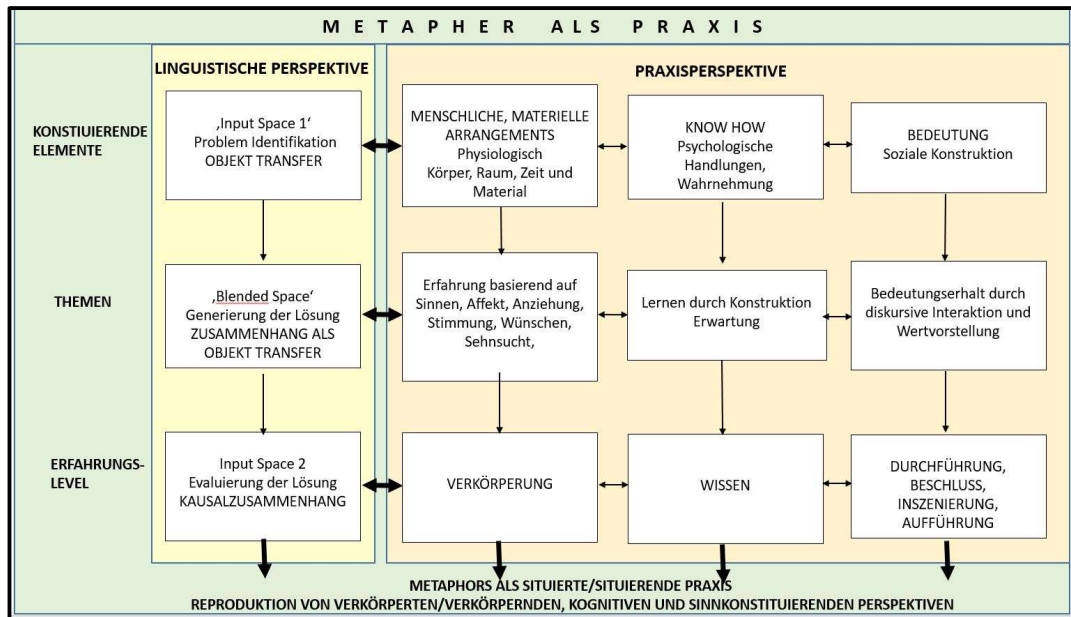 METAPHER ALS PRAXIS
LINGUISTISCHE PERSPEKTIVE
PRAXISPERSPEKTIVE
KONSTIUIERENDE
ELEMENTE
‚Input Space 1‘
Problem Identifikation
OBJEKT TRANSFER
MENSCHLICHE, MATERIELLE
ARRANGEMENTS
Physiologisch
Körper, Raum, Zeit und
Material
KNOW HOW
Psychologische
Handlungen,
Wahrnehmung
BEDEUTUNG
Soziale Konstruktion
THEMEN
‚Blended Space‘
Generierung der Lösung
ZUSAMMENHANG ALS
OBJEKT TRANSFER
Erfahrung basierend auf
Sinnen, Affekt, Anziehung,
Stimmung, Wünschen,
Sehnsucht,
Lernen durch Konstruktion
Erwartung
Bedeutungserhalt durch
diskursive Interaktion und
Wertvorstellung
ERFAHRUNGS-
LEVEL
Input Space 2
Evaluierung der Lösung
KAUSALZUSAMMENHANG
VERKÖRPERUNG
WISSEN
DURCHFÜHRUNG,
BESCHLUSS,
INSZENIERUNG,
AUFFÜHRUNG
METAPHORS ALS SITUIERTE/SITUIERENDE PRAXIS
REPRODUKTION VON VERKÖRPERTEN/VERKÖRPERNDEN, KOGNITIVEN UND SINNKONSTITUIERENDEN PERSPEKTIVEN